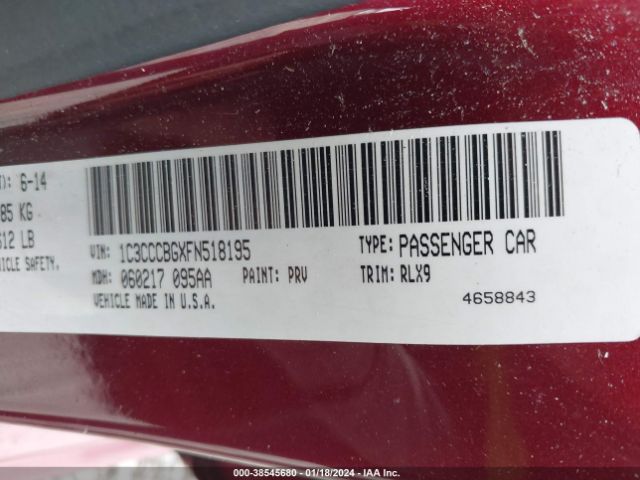 T): 6-14
85 KG
612 LB
HICLE SAFETY.
VIN: 1C3CCCBGXFN518195
TYPE: PASSENGER CAR
MDH: 060217 095AA
PAINT: PRV
TRIM: RLX9
VEHICLE MADE IN U.S.A.
4658843
000-38545680 - 01/18/2024 - IAA Inc.